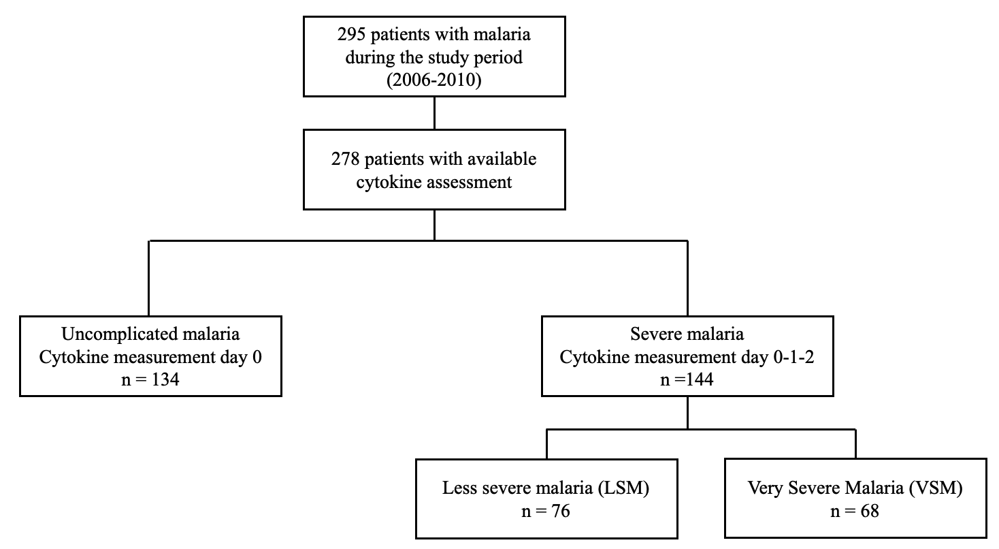 295 patients with malaria
during the study period
(2006-2010)
278 patients with available
cytokine assessment
Uncomplicated malaria
Cytokine measurement day 0
n = 134
Severe malaria
Cytokine measurement day 0-1-2
n =144
Less severe malaria (LSM)
n = 76
Very Severe Malaria (VSM)
n = 68